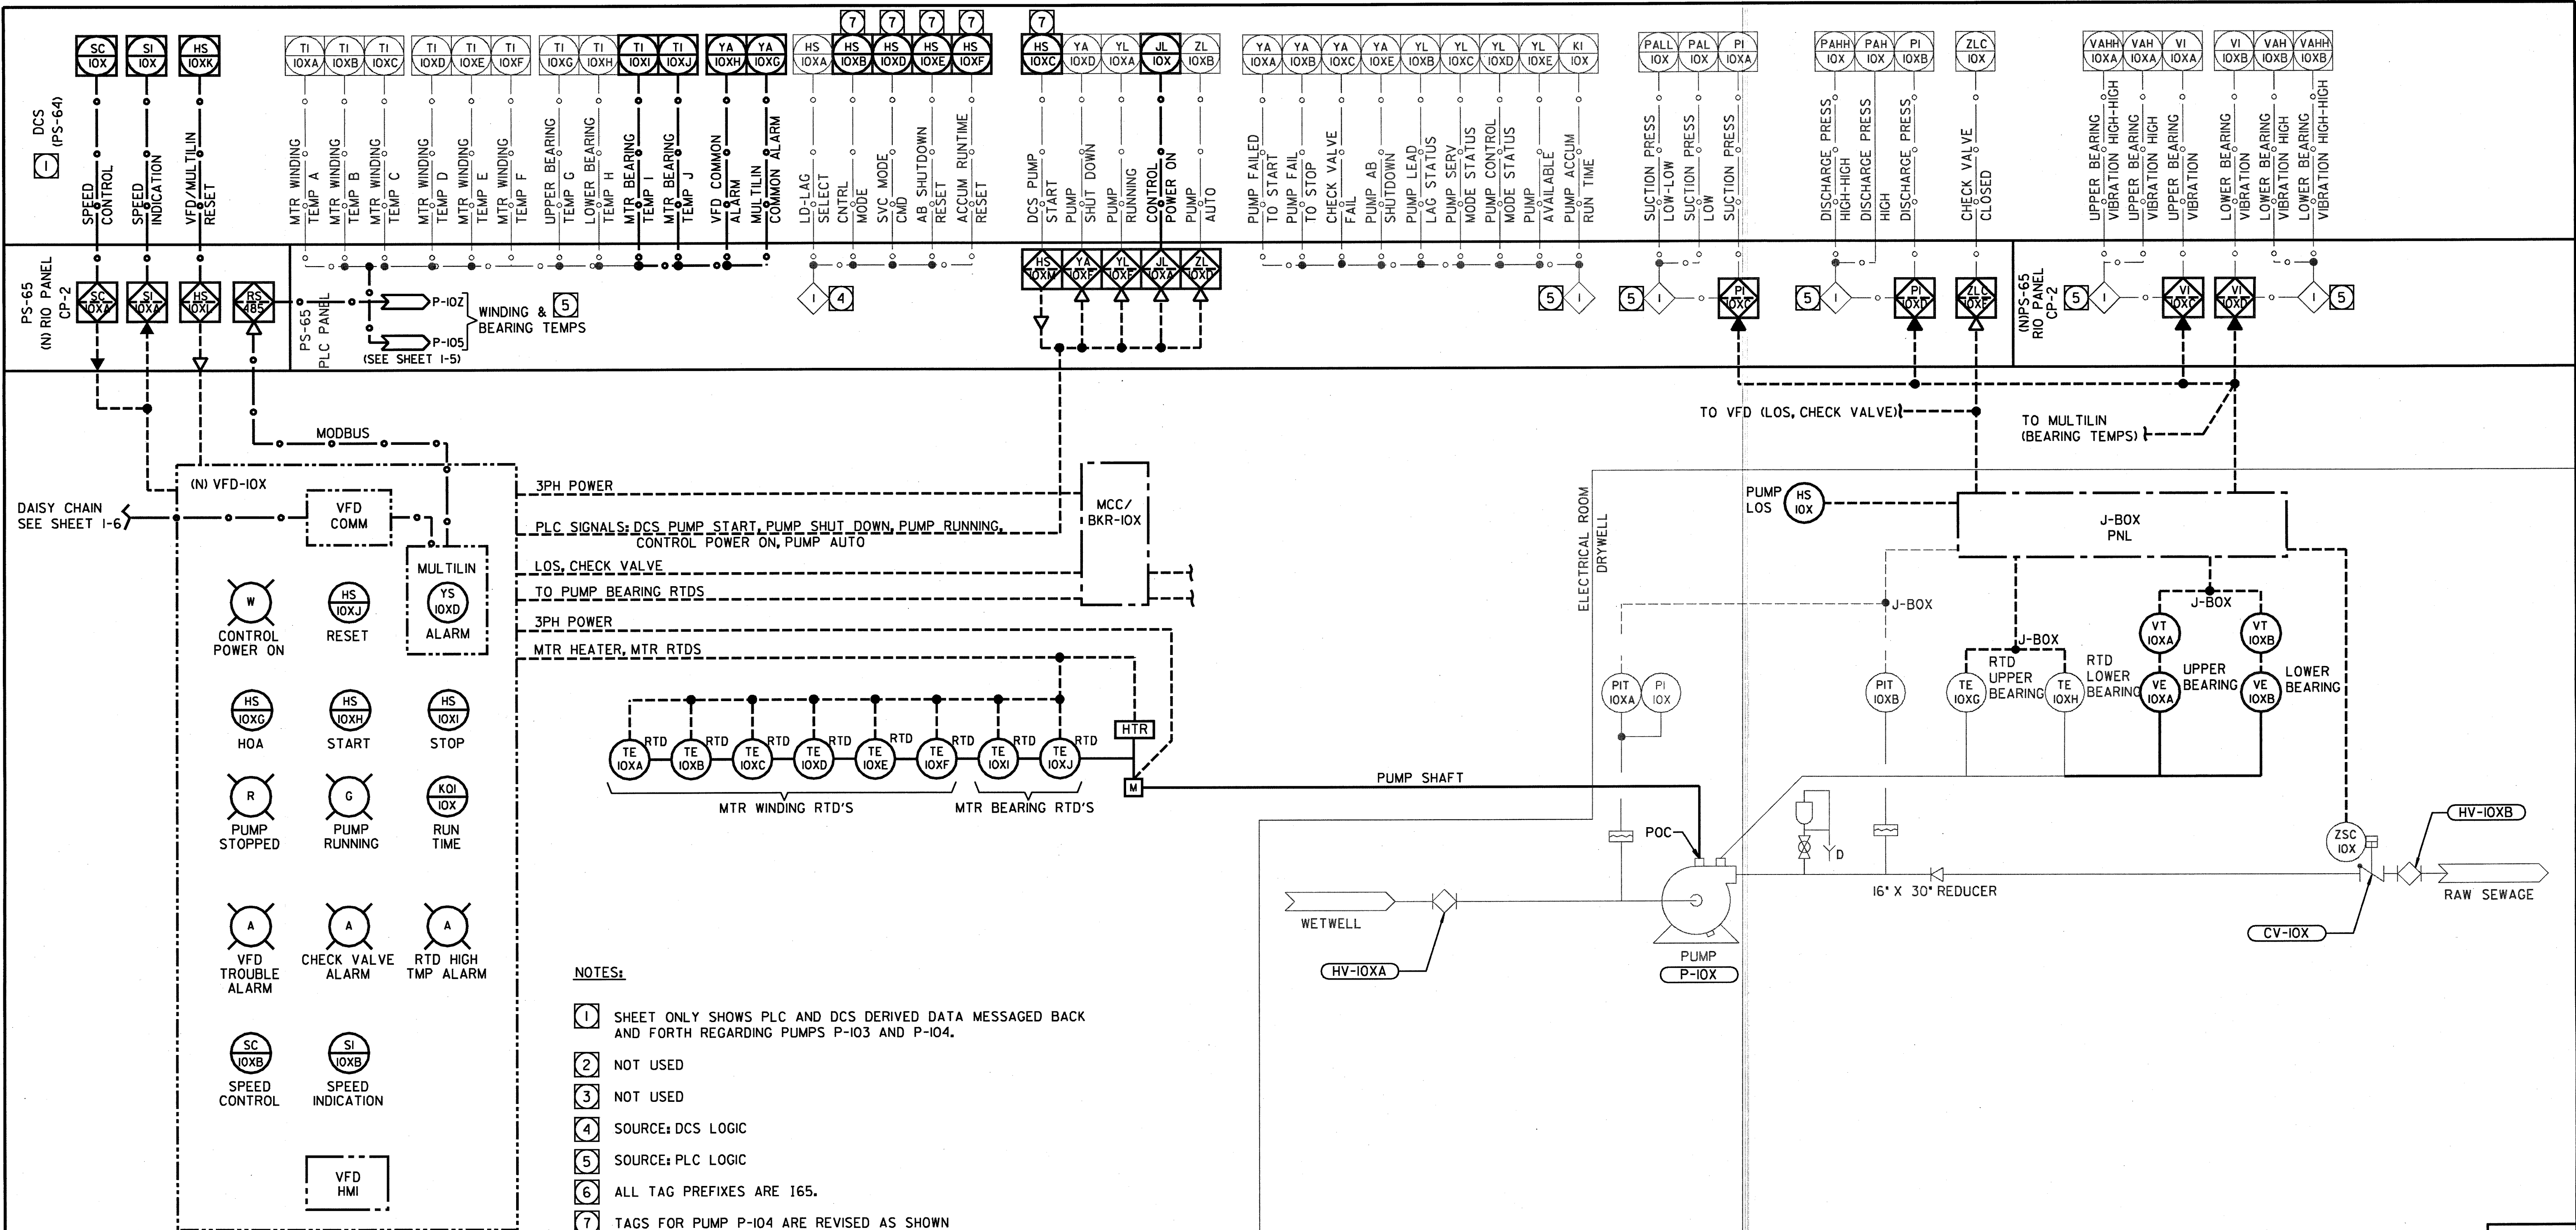 7
7
7
7
7
SC
10X
SI
10X
HS
10XK
TI
10XA
TI
10XB
TI
10XC
TI
10XD
TI
10XE
TI
10XF
TI
10XG
TI
10XH
TI
10XI
TI
10XJ
YA
10XH
YA
10XG
HS
10XA
HS
10XB
HS
10XD
HS
10XE
HS
10XF
HS
10XC
YA
10XD
YL
10XA
JL
10X
ZL
10XB
YA
10XA
YA
10XB
YA
10XC
YA
10XE
YL
10XB
YL
10XC
YL
10XD
YL
10XE
KI
10X
PALL
10X
PAL
10X
PI
10XA
PAHH
10X
PAH
10X
PI
10XB
ZLC
10X
VAHH
10XA
VAH
10XA
VI
10XA
VI
10XB
VAH
10XB
VAHH
10XB
DCS
(PS-64)
SPEED
CONTROL
SPEED
INDICATION
VFD/MULTILIN
RESET
MTR WINDING
TEMP A
MTR WINDING
TEMP B
MTR WINDING
TEMP C
MTR WINDING
TEMP D
MTR WINDING
TEMP E
MTR WINDING
TEMP F
UPPER BEARING
TEMP G
LOWER BEARING
TEMP H
MTR BEARING
TEMP I
MTR BEARING
TEMP J
VFD COMMON
ALARM
MULTILIN
COMMON ALARM
LD-LAG
SELECT
CNTRL
MODE
SVC MODE
CMD
AB SHUTDOWN
RESET
ACCUM RUNTIME
RESET
DCS PUMP
START
PUMP
SHUT DOWN
PUMP
RUNNING
CONTROL
POWER ON
PUMP
AUTO
PUMP FAILED
TO START
PUMP FAIL
TO STOP
CHECK VALVE
FAIL
PUMP AB
SHUTDOWN
PUMP LEAD
LAG STATUS
PUMP SERV
MODE STATUS
PUMP CONTROL
MODE STATUS
PUMP
AVAILABLE
PUMP ACCUM
RUN TIME
SUCTION PRESS
LOW-LOW
SUCTION PRESS
LOW
SUCTION PRESS
DISCHARGE PRESS
HIGH-HIGH
DISCHARGE PRESS
HIGH
DISCHARGE PRESS
CHECK VALVE
CLOSED
UPPER BEARING
VIBRATION HIGH-HIGH
UPPER BEARING
VIBRATION HIGH
UPPER BEARING
VIBRATION
LOWER BEARING
VIBRATION
LOWER BEARING
VIBRATION HIGH
LOWER BEARING
VIBRATION HIGH-HIGH
PS-65
(N) RIO PANEL
CP-2
SC
10XA
SI
10XA
HS
10XL
RS
485
PS-65
PLC PANEL
P-102
P-105
(SEE SHEET I-5)
WINDING & 5
BEARING TEMPS
I
4
HS
10XM
YA
10XF
YL
10XF
JL
10XA
ZL
10XD
5
I
5
I
PI
10XC
5
I
PI
10XD
ZLC
10XF
(N)PS-65
RIO PANEL
CP-2
5
I
VI
10XC
VI
10XD
I
5
TO VFD (LOS, CHECK VALVE)
TO MULTILIN
(BEARING TEMPS)
MODBUS
(N) VFD-10X
DAISY CHAIN
SEE SHEET I-6
VFD
COMM
MULTILIN
YS
10XD
ALARM
W
CONTROL
POWER ON
HS
10XJ
RESET
HS
10XG
HOA
HS
10XH
START
HS
10XI
STOP
R
PUMP
STOPPED
G
PUMP
RUNNING
KQI
10X
RUN
TIME
A
VFD
TROUBLE
ALARM
A
CHECK VALVE
ALARM
A
RTD HIGH
TMP ALARM
SC
10XB
SPEED
CONTROL
SI
10XB
SPEED
INDICATION
VFD
HMI
3PH POWER
PLC SIGNALS: DCS PUMP START, PUMP SHUT DOWN, PUMP RUNNING,
CONTROL POWER ON, PUMP AUTO
LOS, CHECK VALVE
TO PUMP BEARING RTDS
3PH POWER
MTR HEATER, MTR RTDS
MCC/
BKR-10X
TE
10XA
RTD
TE
10XB
RTD
TE
10XC
RTD
TE
10XD
RTD
TE
10XE
RTD
TE
10XF
RTD
TE
10XI
RTD
TE
10XJ
HTR
M
MTR WINDING RTD'S
MTR BEARING RTD'S
PUMP SHAFT
ELECTRICAL ROOM
DRYWELL
PUMP
LOS
HS
10X
J-BOX
PNL
J-BOX
J-BOX
J-BOX
PIT
10XA
PI
10X
PIT
10XB
TE
10XG
RTD
UPPER
BEARING
TE
10XH
RTD
LOWER
BEARING
VT
10XA
VE
10XA
UPPER
BEARING
VT
10XB
VE
10XB
LOWER
BEARING
ZSC
10X
HV-10XB
CV-10X
RAW SEWAGE
POC
D
16" X 30" REDUCER
WETWELL
HV-10XA
PUMP
P-10X
NOTES:
1 SHEET ONLY SHOWS PLC AND DCS DERIVED DATA MESSAGED BACK
AND FORTH REGARDING PUMPS P-103 AND P-104.
2 NOT USED
3 NOT USED
4 SOURCE: DCS LOGIC
5 SOURCE: PLC LOGIC
6 ALL TAG PREFIXES ARE I65.
7 TAGS FOR PUMP P-104 ARE REVISED AS SHOWN